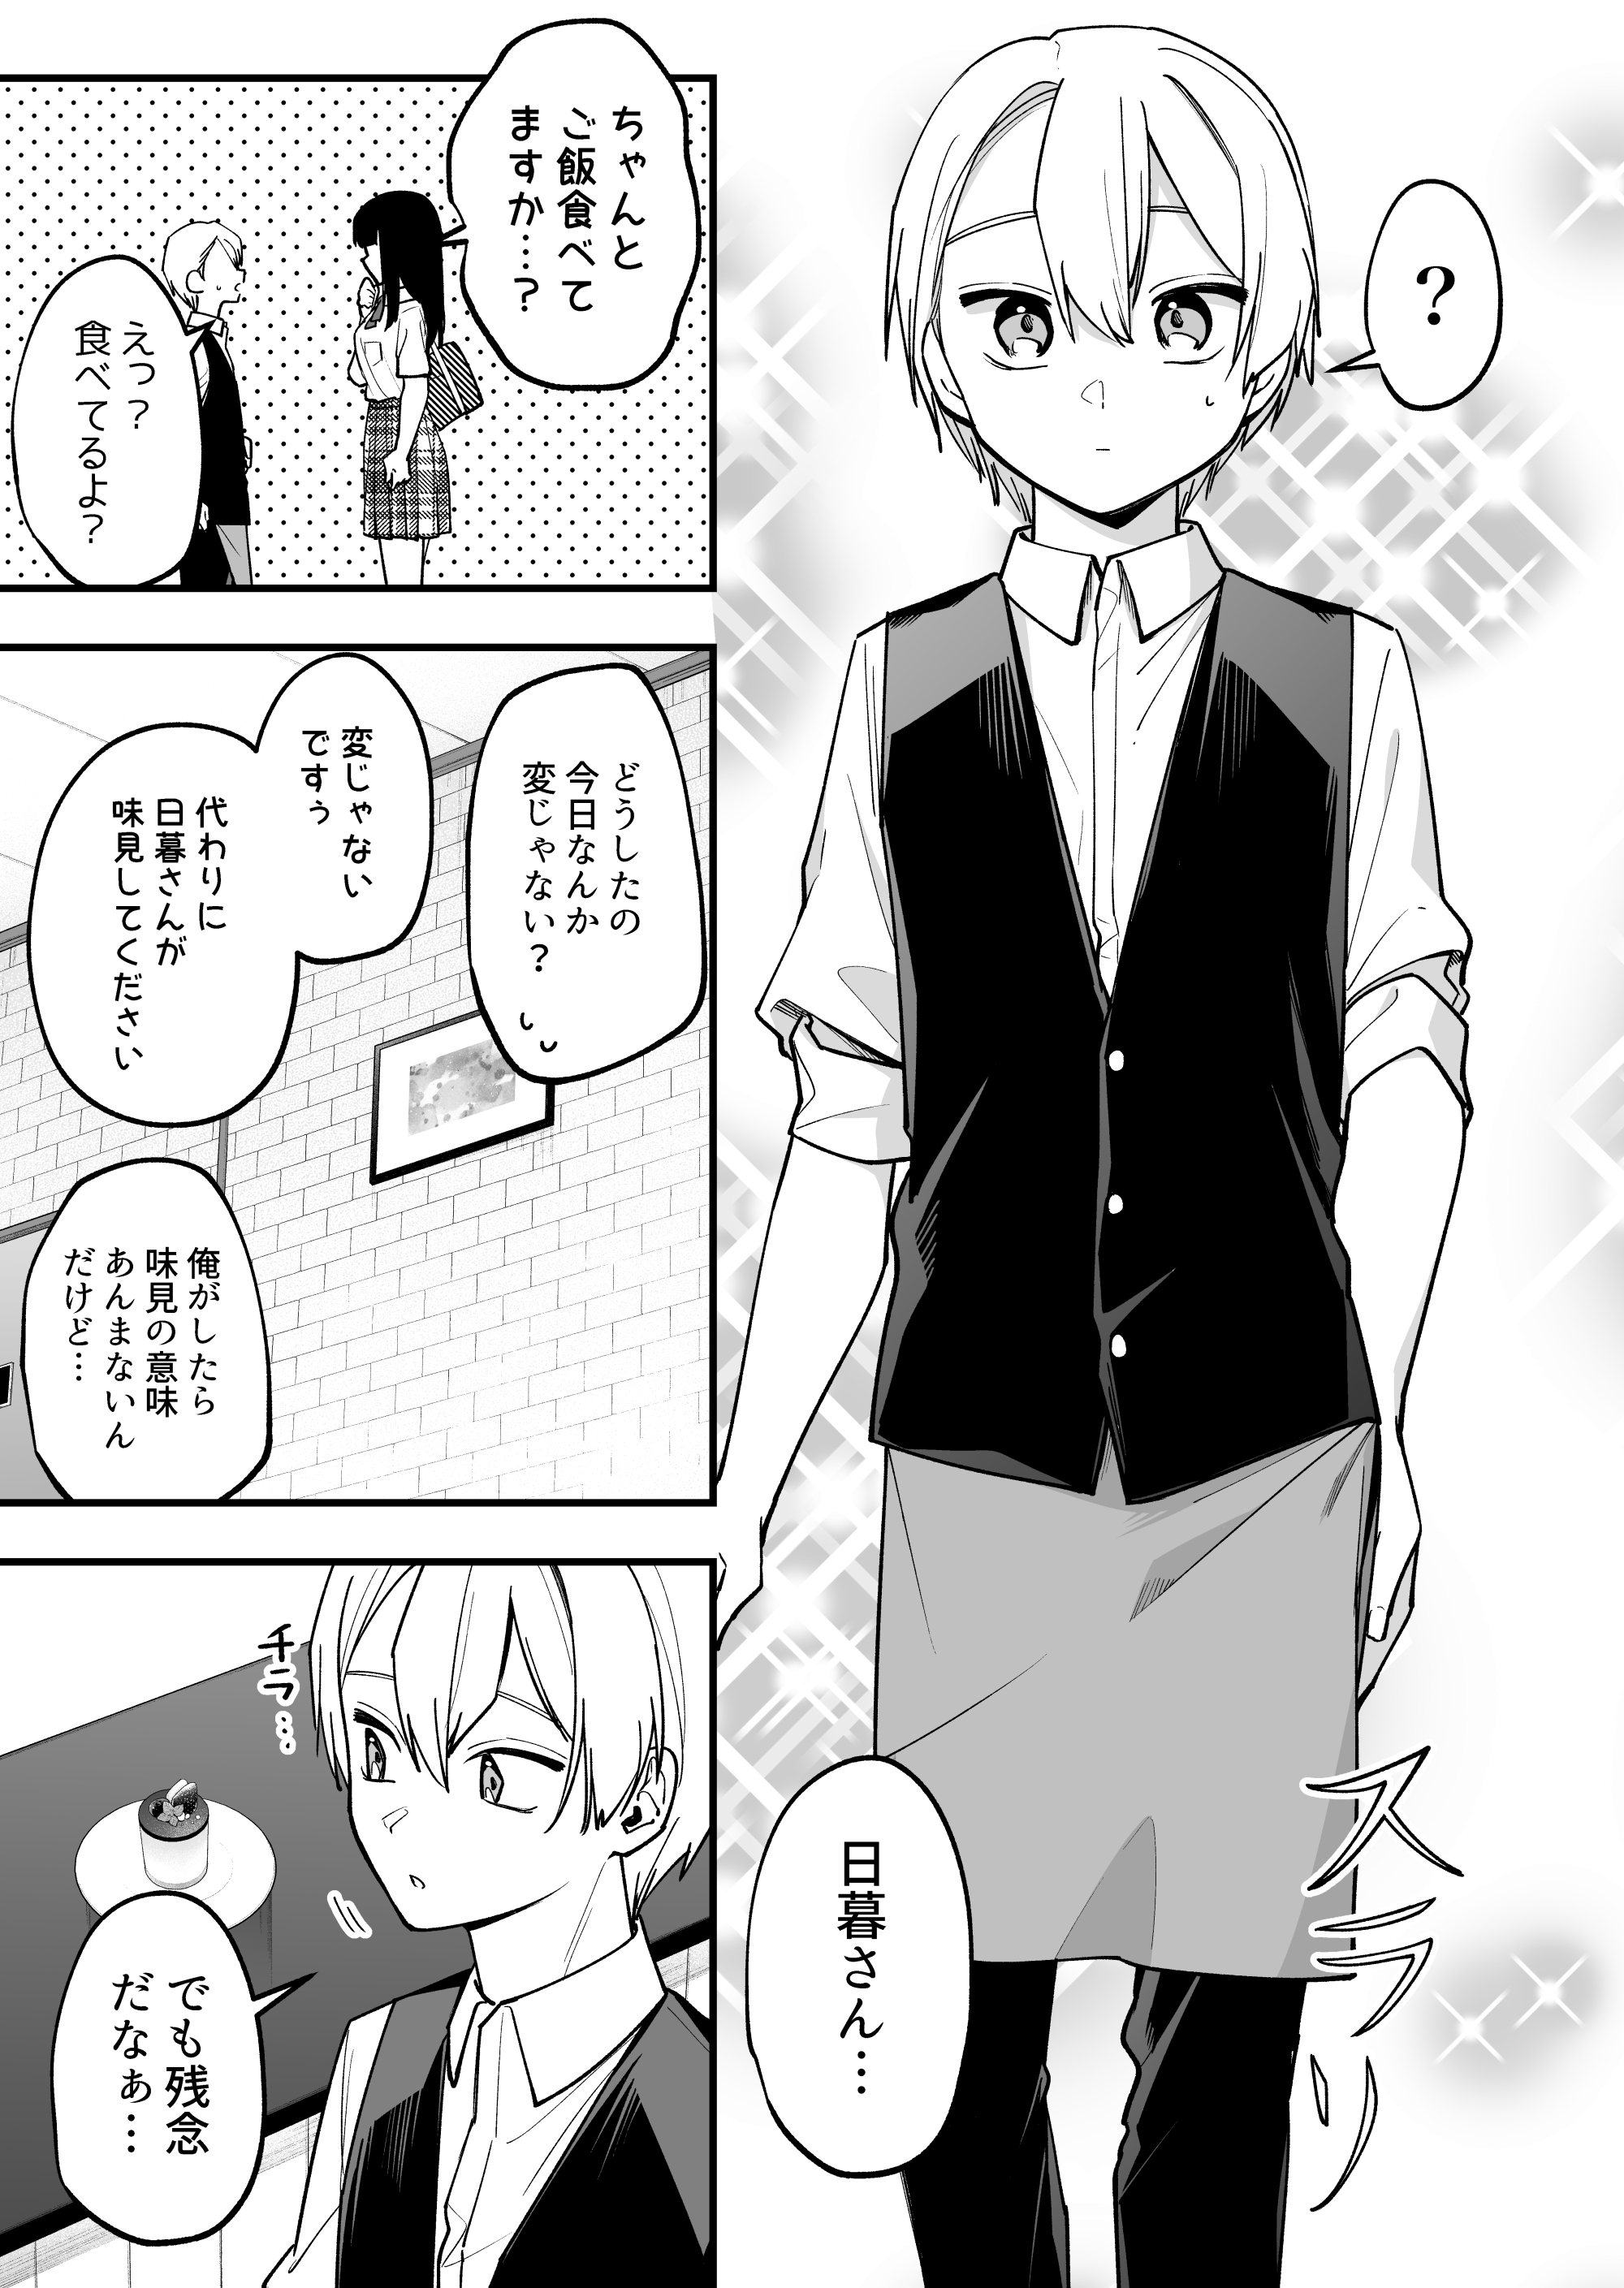 ?
スラッ
日暮さん…
ちゃんと
ご飯食べて
ますか…?
えっ?
食べてるよ?
どうしたの
今日なんか
変じゃない?
変じゃない
ですぅ
代わりに
日暮さんが
味見してください
俺がしたら
味見の意味
あんまないん
だけど…
チラ…
でも残念
だなぁ…